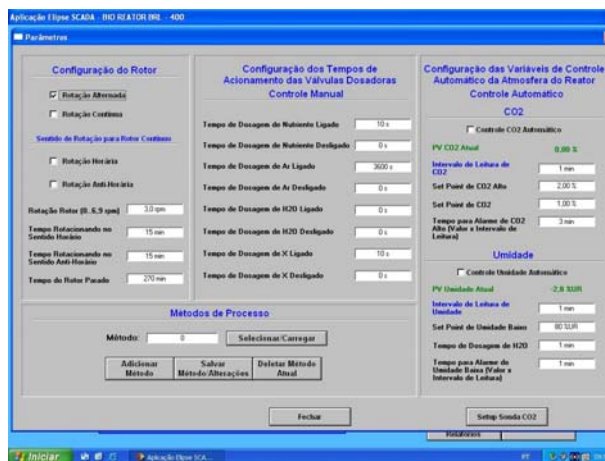 Aplicação Elipse SCADA - BIO REATOR BRL - 400
Parâmetros
Configuração do Rotor
Rotação Alternada
Rotação Contínua
Sentido de Rotação para Rotor Contínuo
Rotação Horária
Rotação Anti-Horária
Rotação Rotor (0..6,9 rpm) 3,0 rpm
Tempo Rotacionando no
Sentido Horário 15 min
Tempo Rotacionando no
Sentido Anti-Horário 15 min
Tempo do Rotor Parado 270 min
Configuração dos Tempos de
Acionamento das Válvulas Dosadoras
Controle Manual
Tempo de Dosagem de Nutriente Ligado 10 s
Tempo de Dosagem de Nutriente Desligado 0 s
Tempo de Dosagem de Ar Ligado 3600 s
Tempo de Dosagem de Ar Desligado 0 s
Tempo de Dosagem de H2O Ligado 0 s
Tempo de Dosagem de H2O Desligado 0 s
Tempo de Dosagem de X Ligado 10 s
Tempo de Dosagem de X Desligado 0 s
Configuração das Variáveis de Controle
Automático da Atmosfera do Reator
Controle Automático
CO2
Controle CO2 Automático
PV CO2 Atual 0,00 %
Intervalo de Leitura de
CO2 1 min
Set Point de CO2 Alto 2,00 %
Set Point de CO2 1,00 %
Tempo para Alarme de CO2
Alto (Valor x Intervalo de
Leitura) 3 min
Umidade
Controle Umidade Automático
PV Umidade Atual -2,8 %UR
Intervalo de Leitura de
Umidade 1 min
Set Point de Umidade Baixo 80 %UR
Tempo de Dosagem de H2O 1 min
Tempo para Alarme de
Umidade Baixa (Valor x
Intervalo de Leitura) 1 min
Métodos de Processo
Método: 0 Selecionar/Carregar
Adicionar
Método
Salvar
Método/Alterações
Deletar Método
Atual
Fechar
Setup Sonda CO2
Relatórios
Iniciar
Aplicação Elipse SCA...
PT